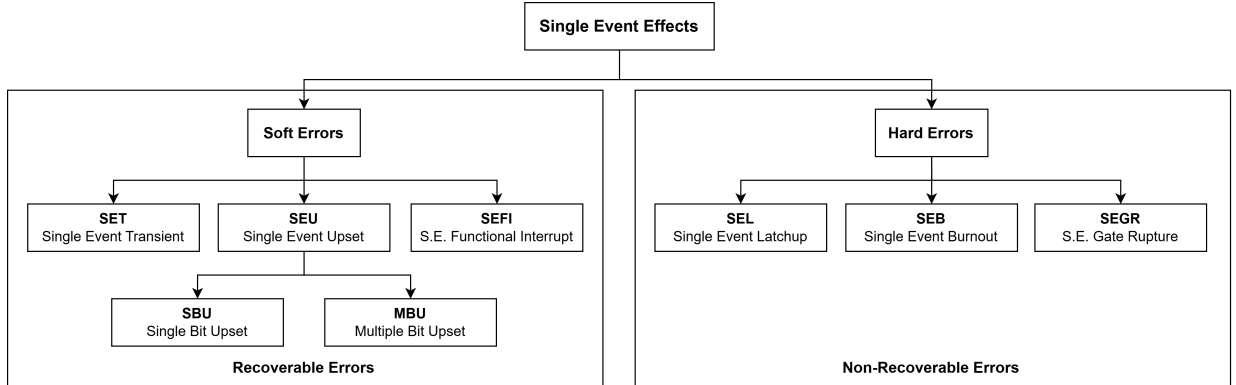 Single Event Effects
Soft Errors
Hard Errors
SET
Single Event Transient
SEU
Single Event Upset
SEFI
S.E. Functional Interrupt
SEL
Single Event Latchup
SEB
Single Event Burnout
SEGR
S.E. Gate Rupture
SBU
Single Bit Upset
MBU
Multiple Bit Upset
Recoverable Errors
Non-Recoverable Errors